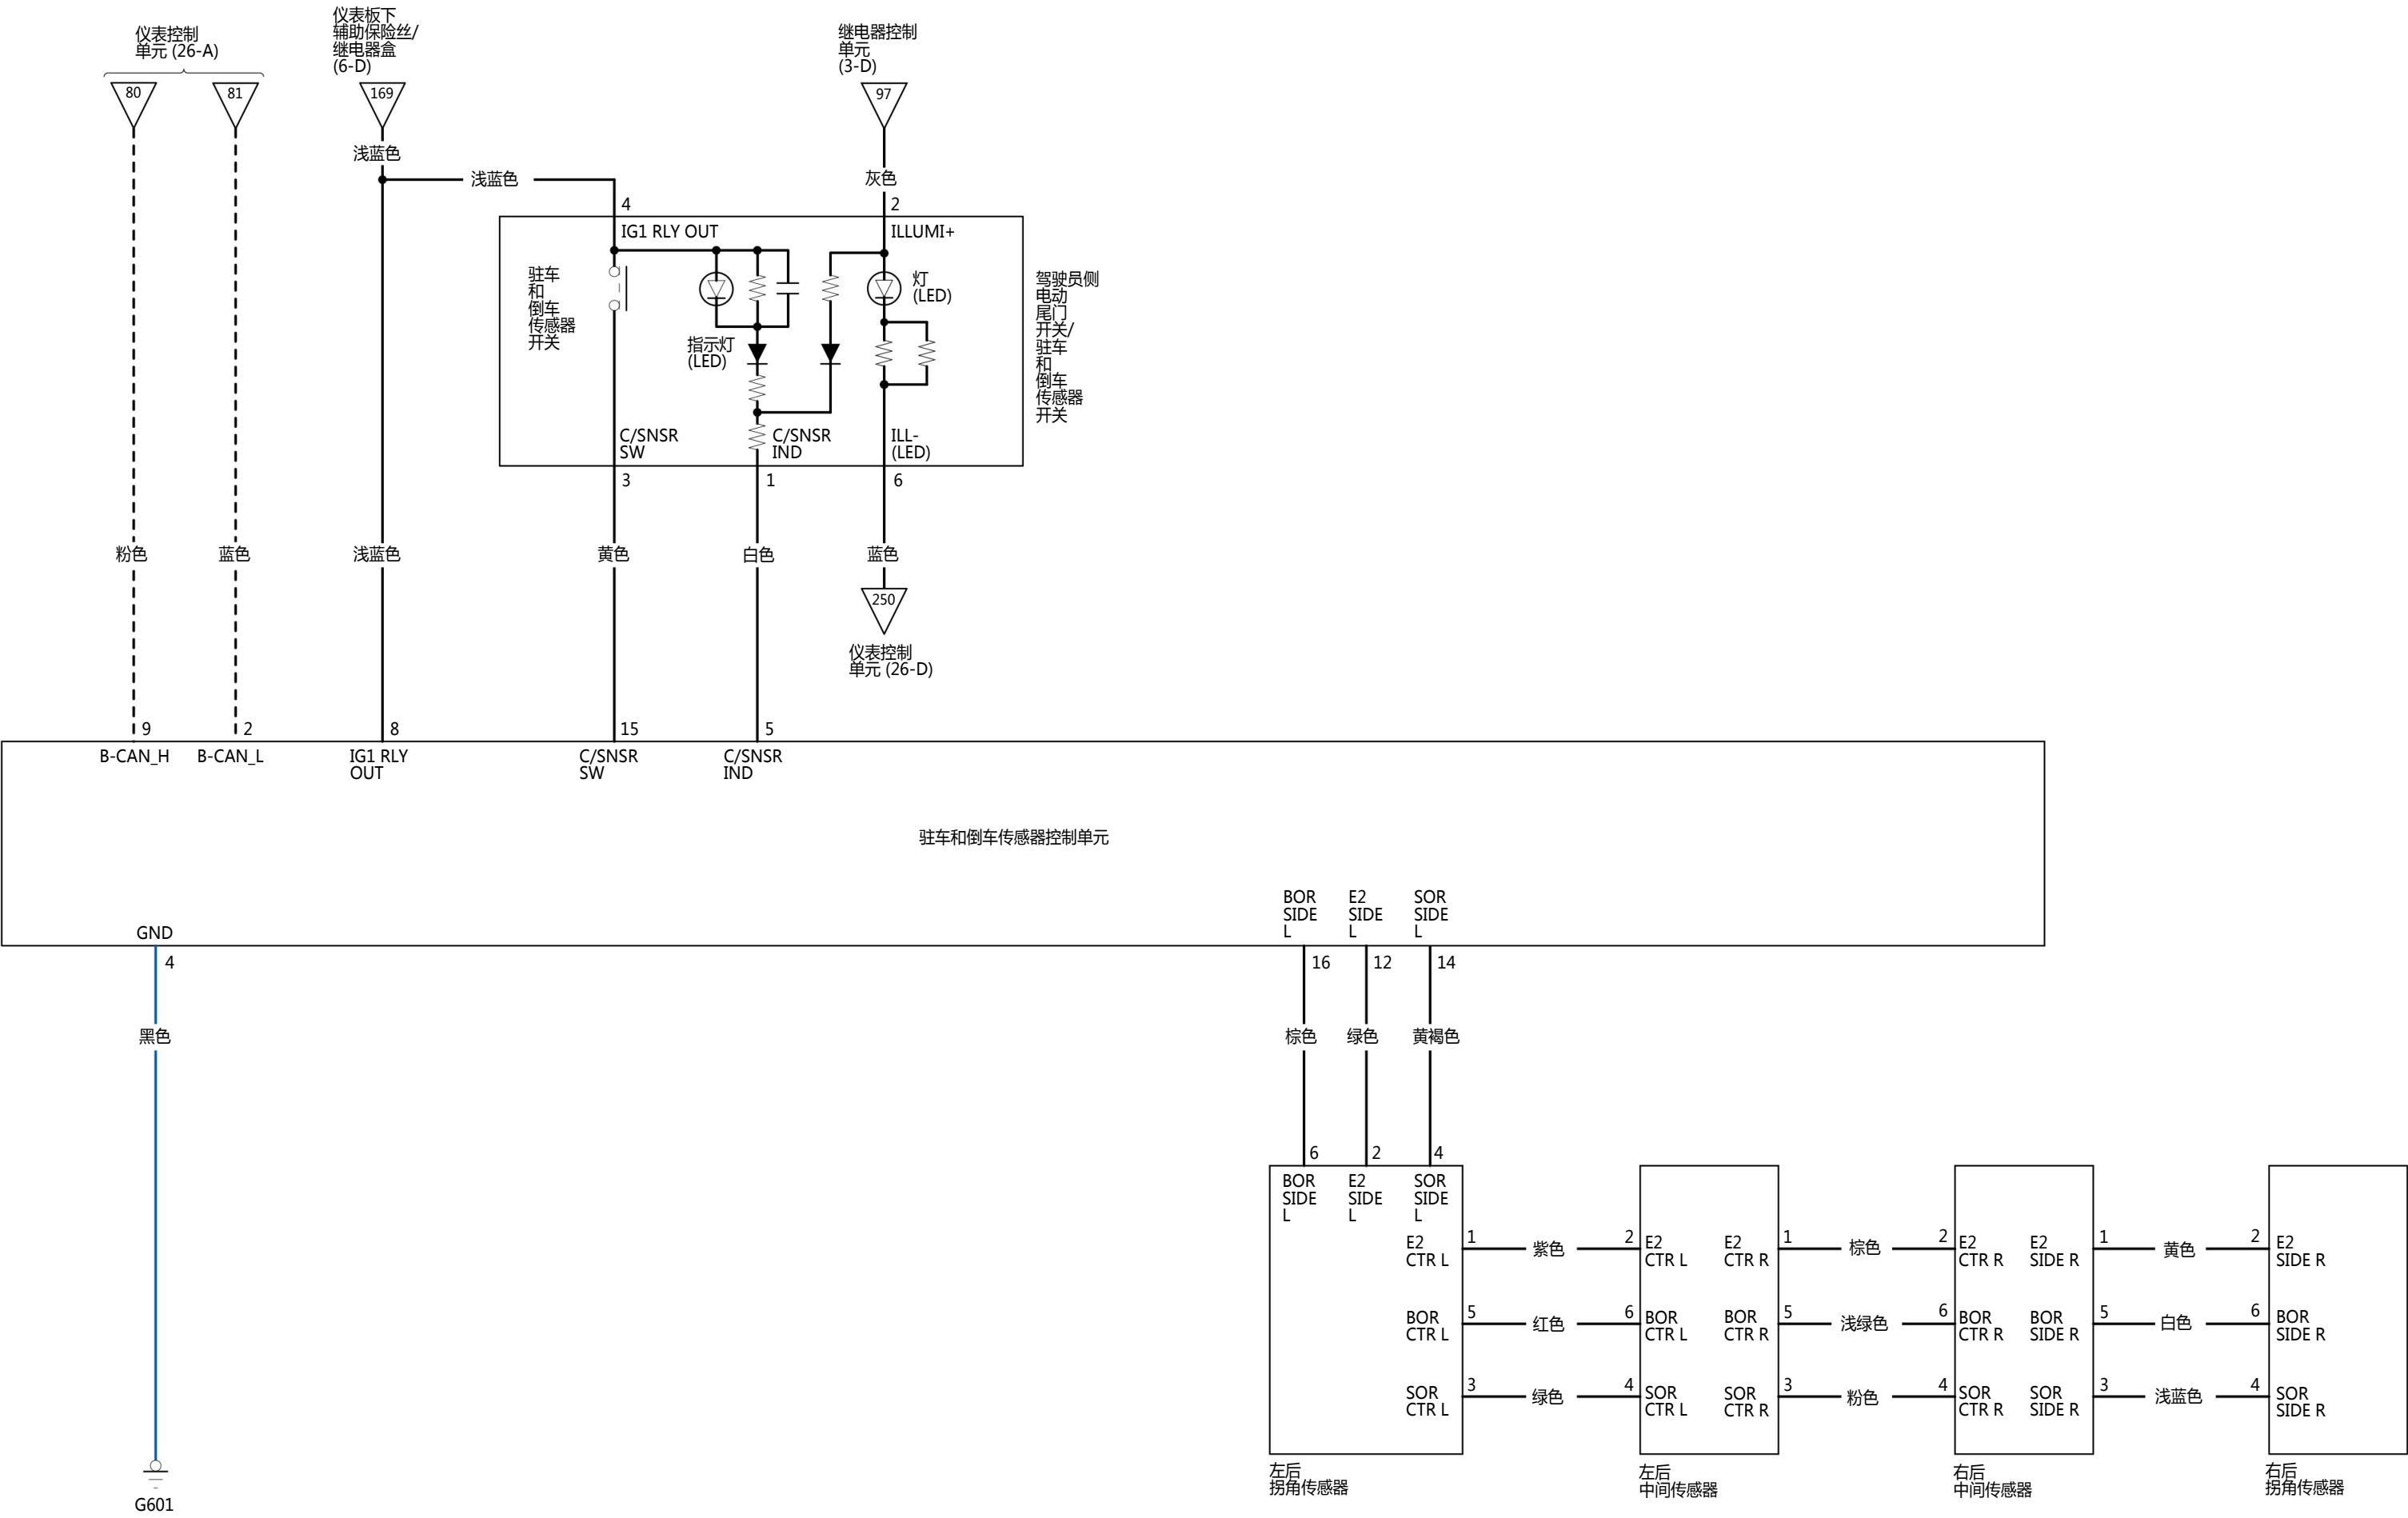 仪表控制
单元 (26-A)
80
81
仪表板下
辅助保险丝/
继电器盒
(6-D)
169
浅蓝色
浅蓝色
继电器控制
单元
(3-D)
97
灰色
4
2
IG1 RLY OUT
ILLUMI+
驻车
和
倒车
传感器
开关
指示灯
(LED)
灯
(LED)
驾驶员侧
电动
尾门
开关/
驻车
和
倒车
传感器
开关
C/SNSR
SW
C/SNSR
IND
ILL-
(LED)
3
1
6
粉色
蓝色
浅蓝色
黄色
白色
蓝色
250
仪表控制
单元 (26-D)
9
2
8
15
5
B-CAN_H
B-CAN_L
IG1 RLY
OUT
C/SNSR
SW
C/SNSR
IND
驻车和倒车传感器控制单元
GND
BOR
SIDE
L
E2
SIDE
L
SOR
SIDE
L
4
16
12
14
黑色
棕色
绿色
黄褐色
6
2
4
BOR
SIDE
L
E2
SIDE
L
SOR
SIDE
L
E2
CTR L
1
紫色
2
E2
CTR L
E2
CTR R
1
棕色
2
E2
CTR R
E2
SIDE R
1
黄色
2
E2
SIDE R
BOR
CTR L
5
红色
6
BOR
CTR L
BOR
CTR R
5
浅绿色
6
BOR
CTR R
BOR
SIDE R
5
白色
6
BOR
SIDE R
SOR
CTR L
3
绿色
4
SOR
CTR L
SOR
CTR R
3
粉色
4
SOR
CTR R
SOR
SIDE R
3
浅蓝色
4
SOR
SIDE R
左后
拐角传感器
左后
中间传感器
右后
中间传感器
右后
拐角传感器
G601